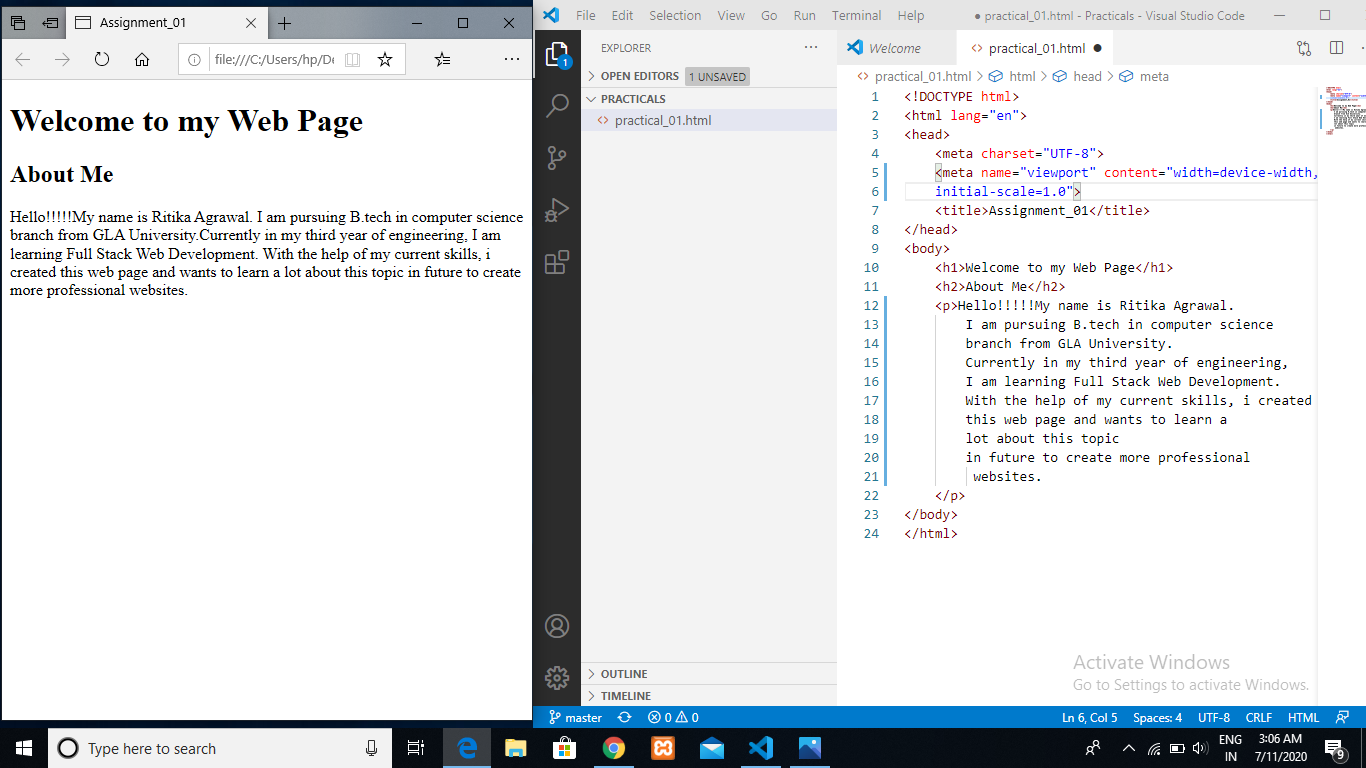 Assignment_01
file:///C:/Users/hp/De
Welcome to my Web Page
About Me
Hello!!!!!My name is Ritika Agrawal. I am pursuing B.tech in computer science
branch from GLA University.Currently in my third year of engineering, I am
learning Full Stack Web Development. With the help of my current skills, i
created this web page and wants to learn a lot about this topic in future to create
more professional websites.
File Edit Selection View Go Run Terminal Help ● practical_01.html - Practicals - Visual Studio Code
1
EXPLORER
OPEN EDITORS 1 UNSAVED
PRACTICALS
practical_01.html
OUTLINE
TIMELINE
Welcome practical_01.html
practical_01.html > html > head > meta
1 <!DOCTYPE html>
2 <html lang="en">
3 <head>
4 <meta charset="UTF-8">
5 <meta name="viewport" content="width=device-width,
6 initial-scale=1.0">
7 <title>Assignment_01</title>
8 </head>
9 <body>
10 <h1>Welcome to my Web Page</h1>
11 <h2>About Me</h2>
12 <p>Hello!!!!!My name is Ritika Agrawal.
13 I am pursuing B.tech in computer science
14 branch from GLA University.
15 Currently in my third year of engineering,
16 I am learning Full Stack Web Development.
17 With the help of my current skills, i created
18 this web page and wants to learn a
19 lot about this topic
20 in future to create more professional
21 websites.
22 </p>
23 </body>
24 </html>
Activate Windows
Go to Settings to activate Windows.
master 0 0 Ln 6, Col 5 Spaces: 4 UTF-8 CRLF HTML
Type here to search
ENG
IN
3:06 AM
7/11/2020
9